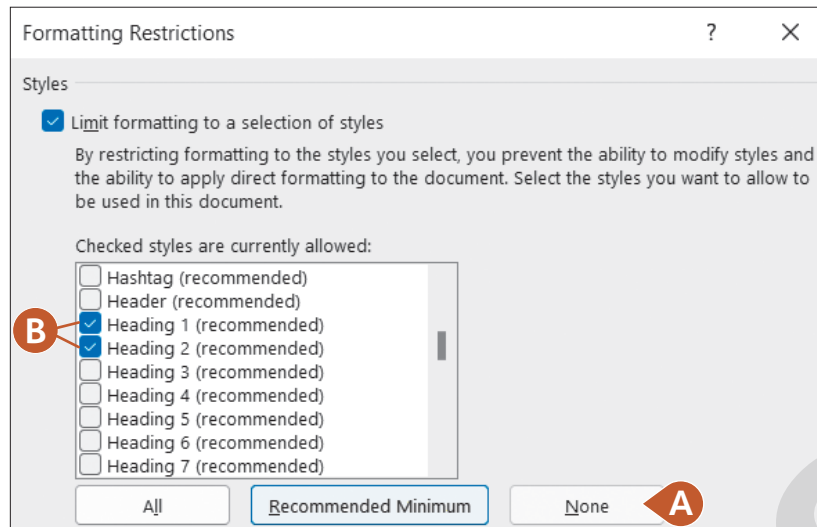 Formatting Restrictions ?
Styles
Limit formatting to a selection of styles
By restricting formatting to the styles you select, you prevent the ability to modify styles and
the ability to apply direct formatting to the document. Select the styles you want to allow to
be used in this document.
Checked styles are currently allowed:
Hashtag (recommended)
Header (recommended)
B
Heading 1 (recommended)
Heading 2 (recommended)
Heading 3 (recommended)
Heading 4 (recommended)
Heading 5 (recommended)
Heading 6 (recommended)
Heading 7 (recommended)
All Recommended Minimum None A